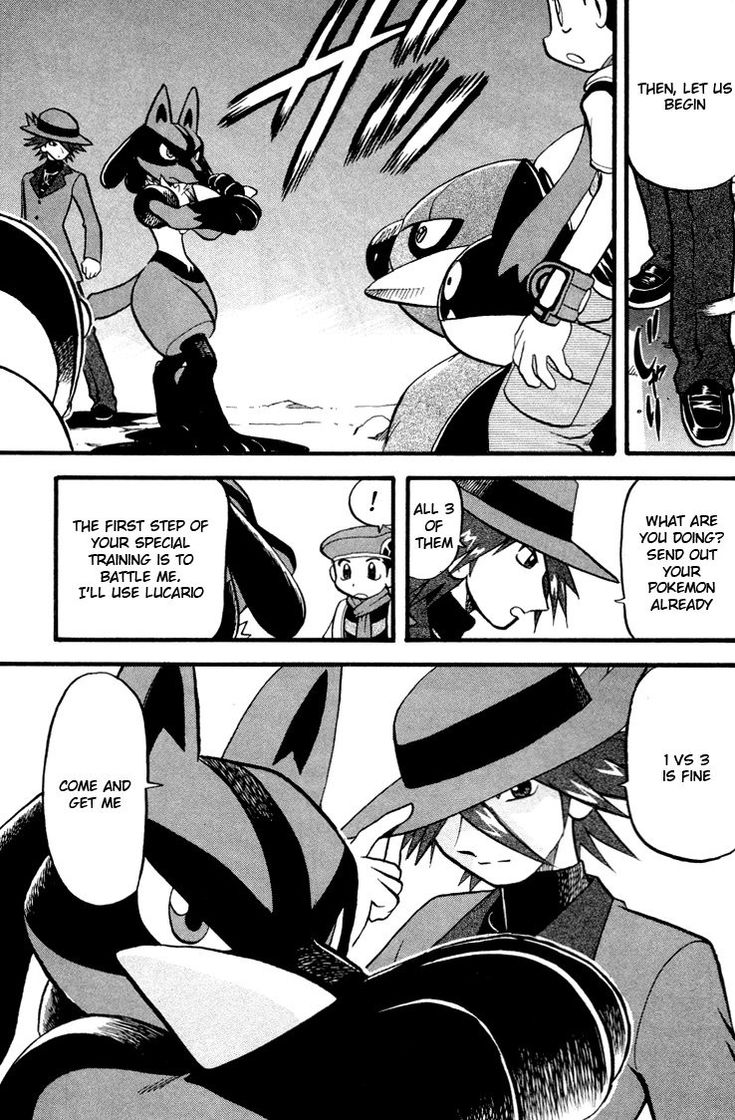 THEN, LET US
BEGIN
WHAT ARE
YOU DOING?
SEND OUT
YOUR
POKEMON
ALREADY
ALL 3
OF
THEM
!
THE FIRST STEP OF
YOUR SPECIAL
TRAINING IS TO
BATTLE ME.
I'LL USE LUCARIO
1 VS 3
IS FINE
COME AND
GET ME